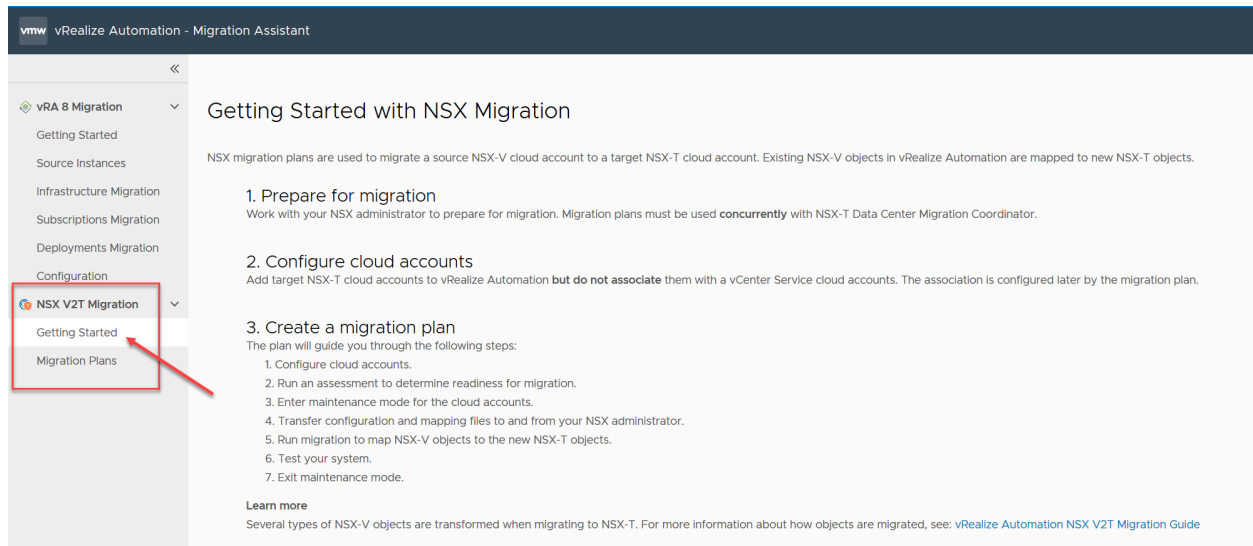 vmw vRealize Automation - Migration Assistant
vRA 8 Migration
Getting Started
Source Instances
Infrastructure Migration
Subscriptions Migration
Deployments Migration
Configuration
NSX V2T Migration
Getting Started
Migration Plans
Getting Started with NSX Migration
NSX migration plans are used to migrate a source NSX-V cloud account to a target NSX-T cloud account. Existing NSX-V objects in vRealize Automation are mapped to new NSX-T objects.
1. Prepare for migration
Work with your NSX administrator to prepare for migration. Migration plans must be used concurrently with NSX-T Data Center Migration Coordinator.
2. Configure cloud accounts
Add target NSX-T cloud accounts to vRealize Automation but do not associate them with a vCenter Service cloud accounts. The association is configured later by the migration plan.
3. Create a migration plan
The plan will guide you through the following steps:
1. Configure cloud accounts.
2. Run an assessment to determine readiness for migration.
3. Enter maintenance mode for the cloud accounts.
4. Transfer configuration and mapping files to and from your NSX administrator.
5. Run migration to map NSX-V objects to the new NSX-T objects.
6. Test your system.
7. Exit maintenance mode.
Learn more
Several types of NSX-V objects are transformed when migrating to NSX-T. For more information about how objects are migrated, see: vRealize Automation NSX V2T Migration Guide